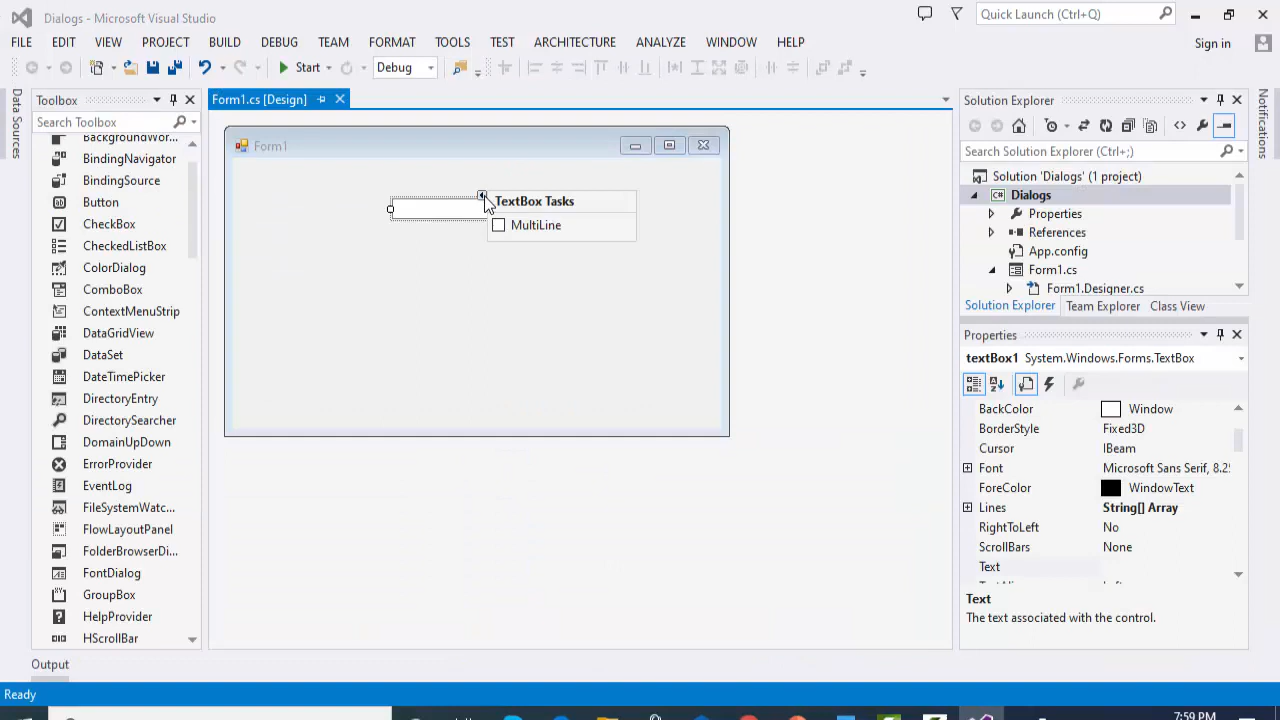 Dialogs - Microsoft Visual Studio
Quick Launch (Ctrl+Q)
FILE EDIT VIEW PROJECT BUILD DEBUG TEAM FORMAT TOOLS TEST ARCHITECTURE ANALYZE WINDOW HELP
Sign in
Start Debug
Data Sources
Toolbox
Search Toolbox
BackgroundWor...
BindingNavigator
BindingSource
Button
CheckBox
CheckedListBox
ColorDialog
ComboBox
ContextMenuStrip
DataGridView
DataSet
DateTimePicker
DirectoryEntry
DirectorySearcher
DomainUpDown
ErrorProvider
EventLog
FileSystemWatc...
FlowLayoutPanel
FolderBrowserDi...
FontDialog
GroupBox
HelpProvider
HScrollBar
Form1.cs [Design]
Form1
TextBox Tasks
MultiLine
Solution Explorer
Search Solution Explorer (Ctrl+;)
Solution 'Dialogs' (1 project)
C# Dialogs
Properties
References
App.config
Form1.cs
Form1.Designer.cs
Solution Explorer Team Explorer Class View
Properties
textBox1 System.Windows.Forms.TextBox
BackColor Window
BorderStyle Fixed3D
Cursor IBeam
Font Microsoft Sans Serif, 8.25
ForeColor WindowText
Lines String[] Array
RightToLeft No
ScrollBars None
Text
Text
The text associated with the control.
Notifications
Output
Ready
7:59 PM